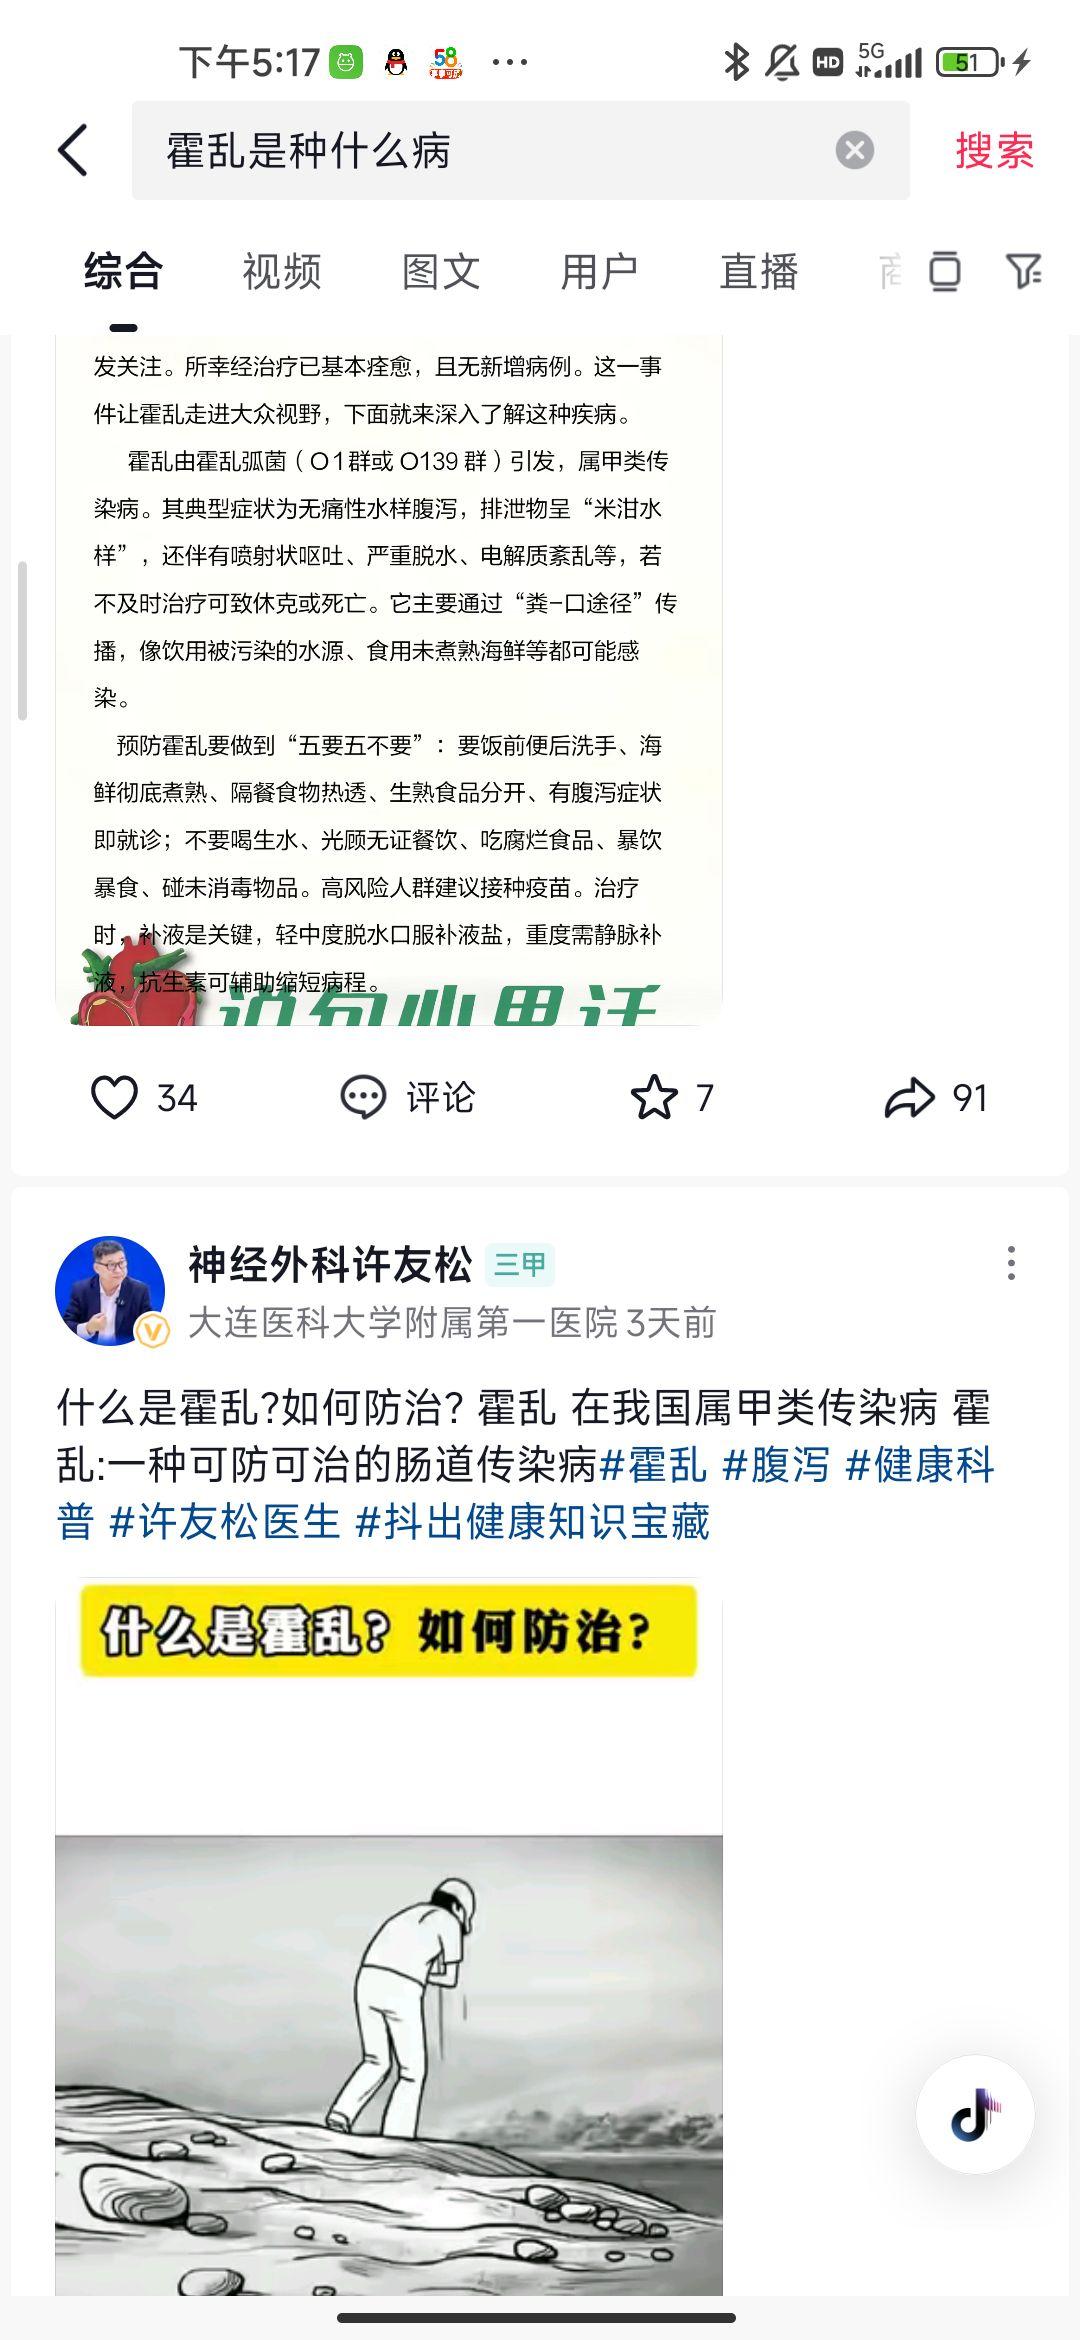 下午5:17
58
HD
5G
51
霍乱是种什么病
搜索
综合
视频
图文
用户
直播
发关注。所幸经治疗已基本痊愈，且无新增病例。这一事
件让霍乱走进大众视野，下面就来深入了解这种疾病。
霍乱由霍乱弧菌（O1群或 O139 群）引发，属甲类传
染病。其典型症状为无痛性水样腹泻，排泄物呈“米泔水
样”，还伴有喷射状呕吐、严重脱水、电解质紊乱等，若
不及时治疗可致休克或死亡。它主要通过“粪-口途径”传
播，像饮用被污染的水源、食用未煮熟海鲜等都可能感
染。
预防霍乱要做到“五要五不要”：要饭前便后洗手、海
鲜彻底煮熟、隔餐食物热透、生熟食品分开、有腹泻症状
即就诊；不要喝生水、光顾无证餐饮、吃腐烂食品、暴饮
暴食、碰未消毒物品。高风险人群建议接种疫苗。治疗
时，补液是关键，轻中度脱水口服补液盐，重度需静脉补
液，抗生素可辅助缩短病程。
34
评论
7
91
神经外科许友松
三甲
大连医科大学附属第一医院 3天前
什么是霍乱?如何防治? 霍乱 在我国属甲类传染病 霍
乱:一种可防可治的肠道传染病#霍乱 #腹泻 #健康科
普 #许友松医生 #抖出健康知识宝藏
什么是霍乱？如何防治？